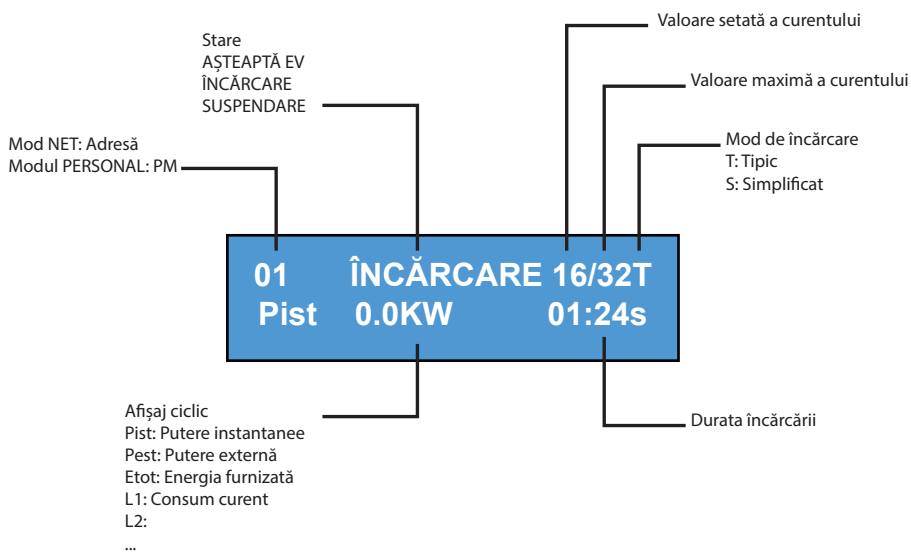 Valoare setată a curentului
Stare
AȘTEAPTĂ EV
ÎNCĂRCARE
SUSPENDARE
Valoare maximă a curentului
Mod NET: Adresă
Modul PERSONAL: PM
Mod de încărcare
T: Tipic
S: Simplificat
01 ÎNCĂRCARE 16/32T
Pist 0.0KW 01:24s
Afișaj ciclic
Pist: Putere instantanee
Pest: Putere externă
Etot: Energia furnizată
L1: Consum curent
L2:
...
Durata încărcării